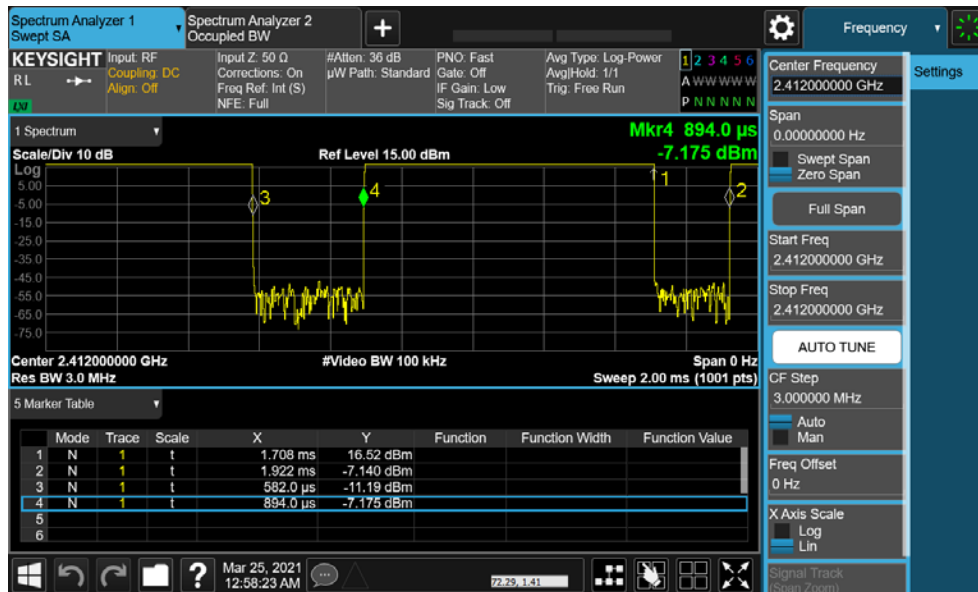 Spectrum Analyzer 1
Swept SA
Spectrum Analyzer 2
Occupied BW
Frequency
KEYSIGHT
RL
LXI
Input: RF
Coupling: DC
Align: Off
Input Z: 50 Ω
Corrections: On
Freq Ref: Int (S)
NFE: Full
#Atten: 36 dB
µW Path: Standard
PNO: Fast
Gate: Off
IF Gain: Low
Sig Track: Off
Avg Type: Log-Power
Avg|Hold: 1/1
Trig: Free Run
1 2 3 4 5 6
A W W W W W
P N N N N N
1 Spectrum
Scale/Div 10 dB
Ref Level 15.00 dBm
Mkr4 894.0 µs
-7.175 dBm
Log
5.00
-5.00
-15.0
-25.0
-35.0
-45.0
-55.0
-65.0
-75.0
3
4
1
2
Center 2.412000000 GHz
#Video BW 100 kHz
Span 0 Hz
Res BW 3.0 MHz
Sweep 2.00 ms (1001 pts)
5 Marker Table
Mode Trace Scale X Y Function Function Width Function Value
1 N 1 t 1.708 ms 16.52 dBm
2 N 1 t 1.922 ms -7.140 dBm
3 N 1 t 582.0 µs -11.19 dBm
4 N 1 t 894.0 µs -7.175 dBm
5
6
Mar 25, 2021
12:58:23 AM
72.29, 1.41
Center Frequency
2.412000000 GHz
Span
0.00000000 Hz
Swept Span
Zero Span
Full Span
Start Freq
2.412000000 GHz
Stop Freq
2.412000000 GHz
AUTO TUNE
CF Step
3.000000 MHz
Auto
Man
Freq Offset
0 Hz
X Axis Scale
Log
Lin
Signal Track
(Span Zoom)
Settings